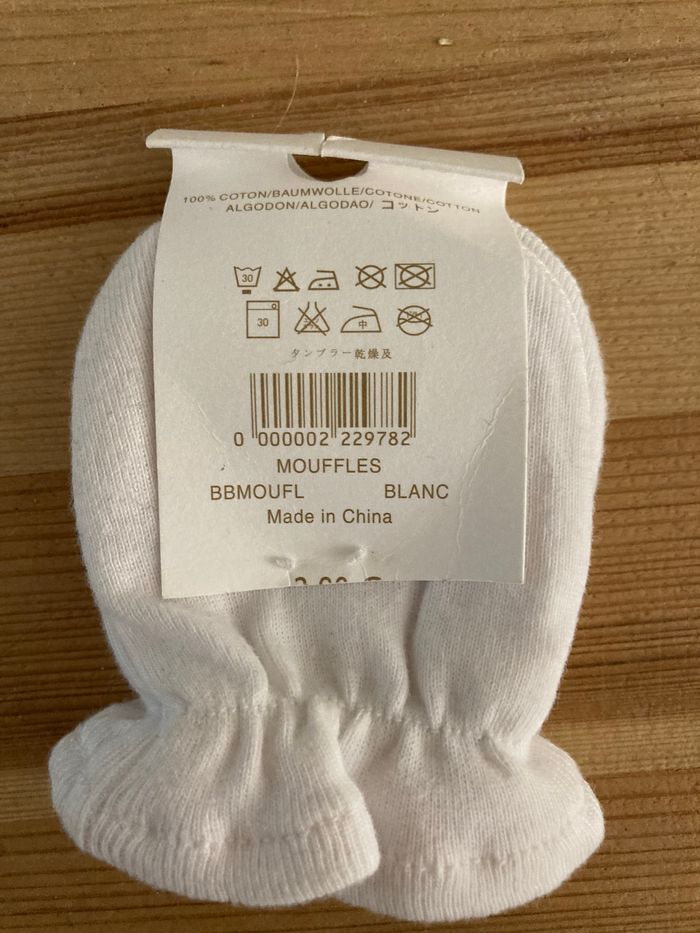 100% COTON/BAUMWOLLE/COTONE/COTTON
ALGODON/ALGODAO/ コットン
30
30 中
タンブラー乾燥及
0 000002 229782
MOUFFLES
BBMOUFL BLANC
Made in China